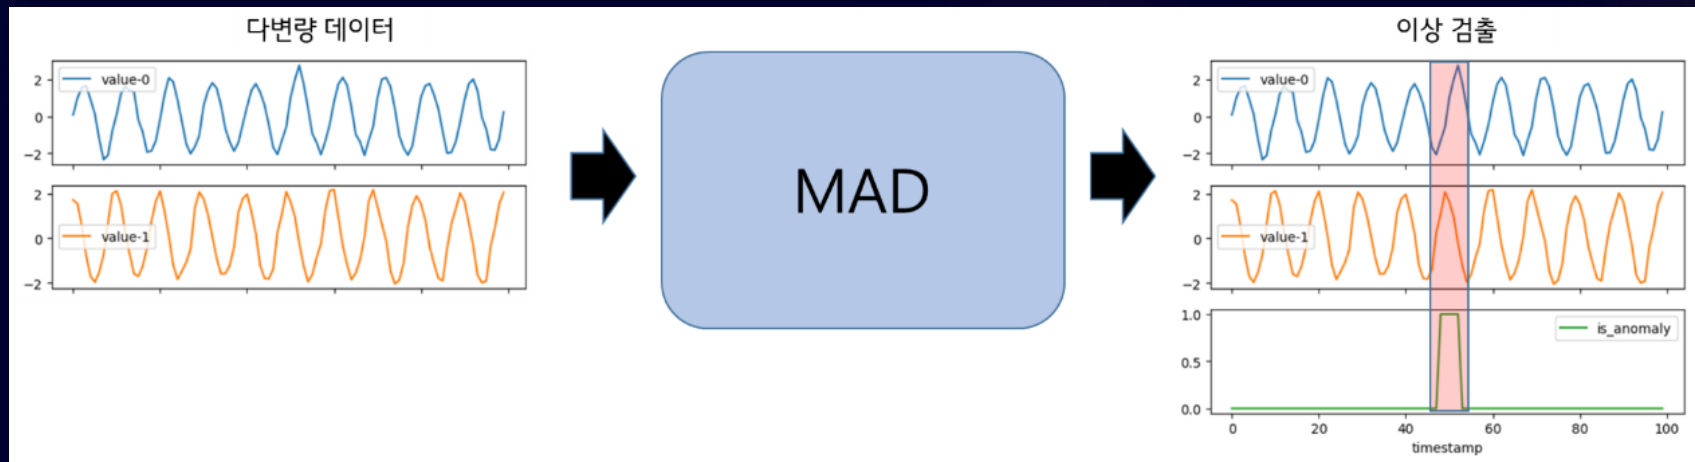 다변량 데이터
2
0
−2
value-0
2
0
−2
value-1
MAD
이상 검출
2
0
−2
value-0
2
0
−2
value-1
1.0
0.5
0.0
is_anomaly
0 20 40 60 80 100
timestamp